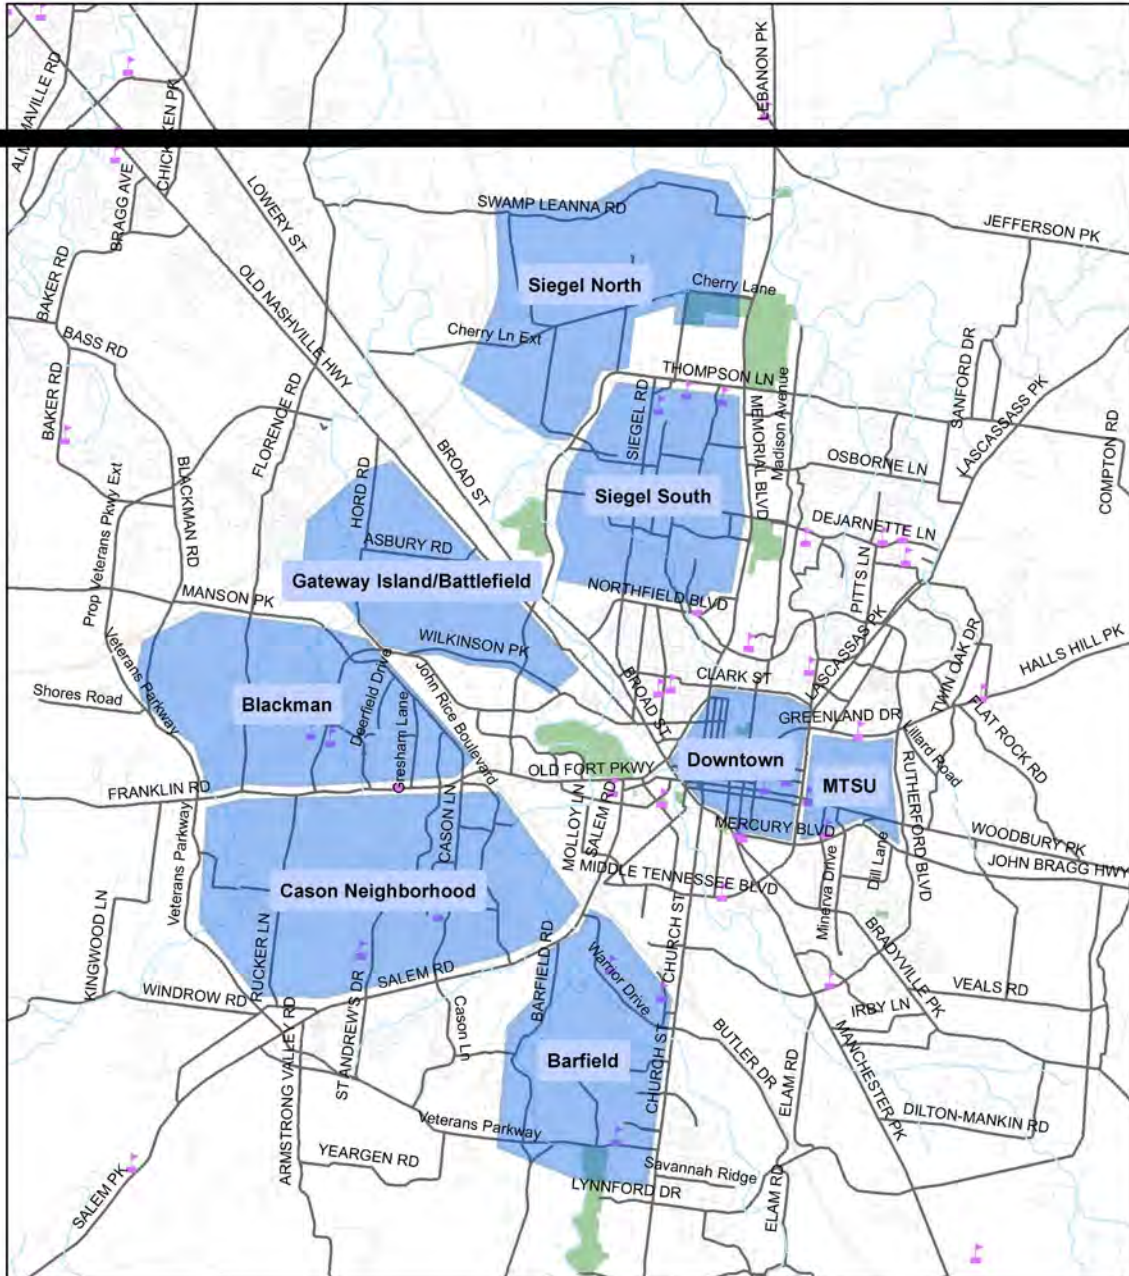 LEBANON PK
CHICKEN PK
BRAGG AVE
LOWERY ST
SWAMP LEANNA RD
JEFFERSON PK
BAKER RD
OLD NASHVILLE HWY
Siegel North
Cherry Lane
BASS RD
Cherry Ln Ext
THOMPSON LN
SANFORD DR
BAKER RD
FLORENCE RD
SIEGEL RD
MEMORIAL BLVD
Madison Avenue
LASCASSASS PK
COMPTON RD
BROAD ST
OSBORNE LN
HORD RD
BLACKMAN RD
Prop Veterans Pkwy Ext
Siegel South
DEJARNETTE LN
ASBURY RD
PITTS LN
Gateway Island/Battlefield
MANSON PK
NORTHFIELD BLVD
LASCASSAS PK
WILKINSON PK
Veterans Parkway
TWIN OAK DR
HALLS HILL PK
CLARK ST
John Rice Boulevard
BROAD ST
Shores Road
Blackman
Deerfield Drive
Gresham Lane
GREENLAND DR
FLAT ROCK RD
Lillard Road
Downtown
OLD FORT PKWY
MTSU
RUTHERFORD BLVD
FRANKLIN RD
CASON LN
MOLLOY LN
SALEM RD
MERCURY BLVD
WOODBURY PK
JOHN BRAGG HWY
Veterans Parkway
MIDDLE TENNESSEE BLVD
Minerva Drive
Dill Lane
Cason Neighborhood
KINGWOOD LN
RUCKER LN
BARFIELD RD
Warrior Drive
CHURCH ST
BRADYVILLE PK
SALEM RD
WINDROW RD
VEALS RD
IRBY LN
ST ANDREW'S DR
Cason Ln
ARMSTRONG VALLEY RD
Barfield
CHURCH ST
BUTLER DR
ELAM RD
MANCHESTER PK
DILTON-MANKIN RD
Veterans Parkway
YEARGEN RD
Savannah Ridge
LYNNFORD DR
SALEM PK
ELAM RD